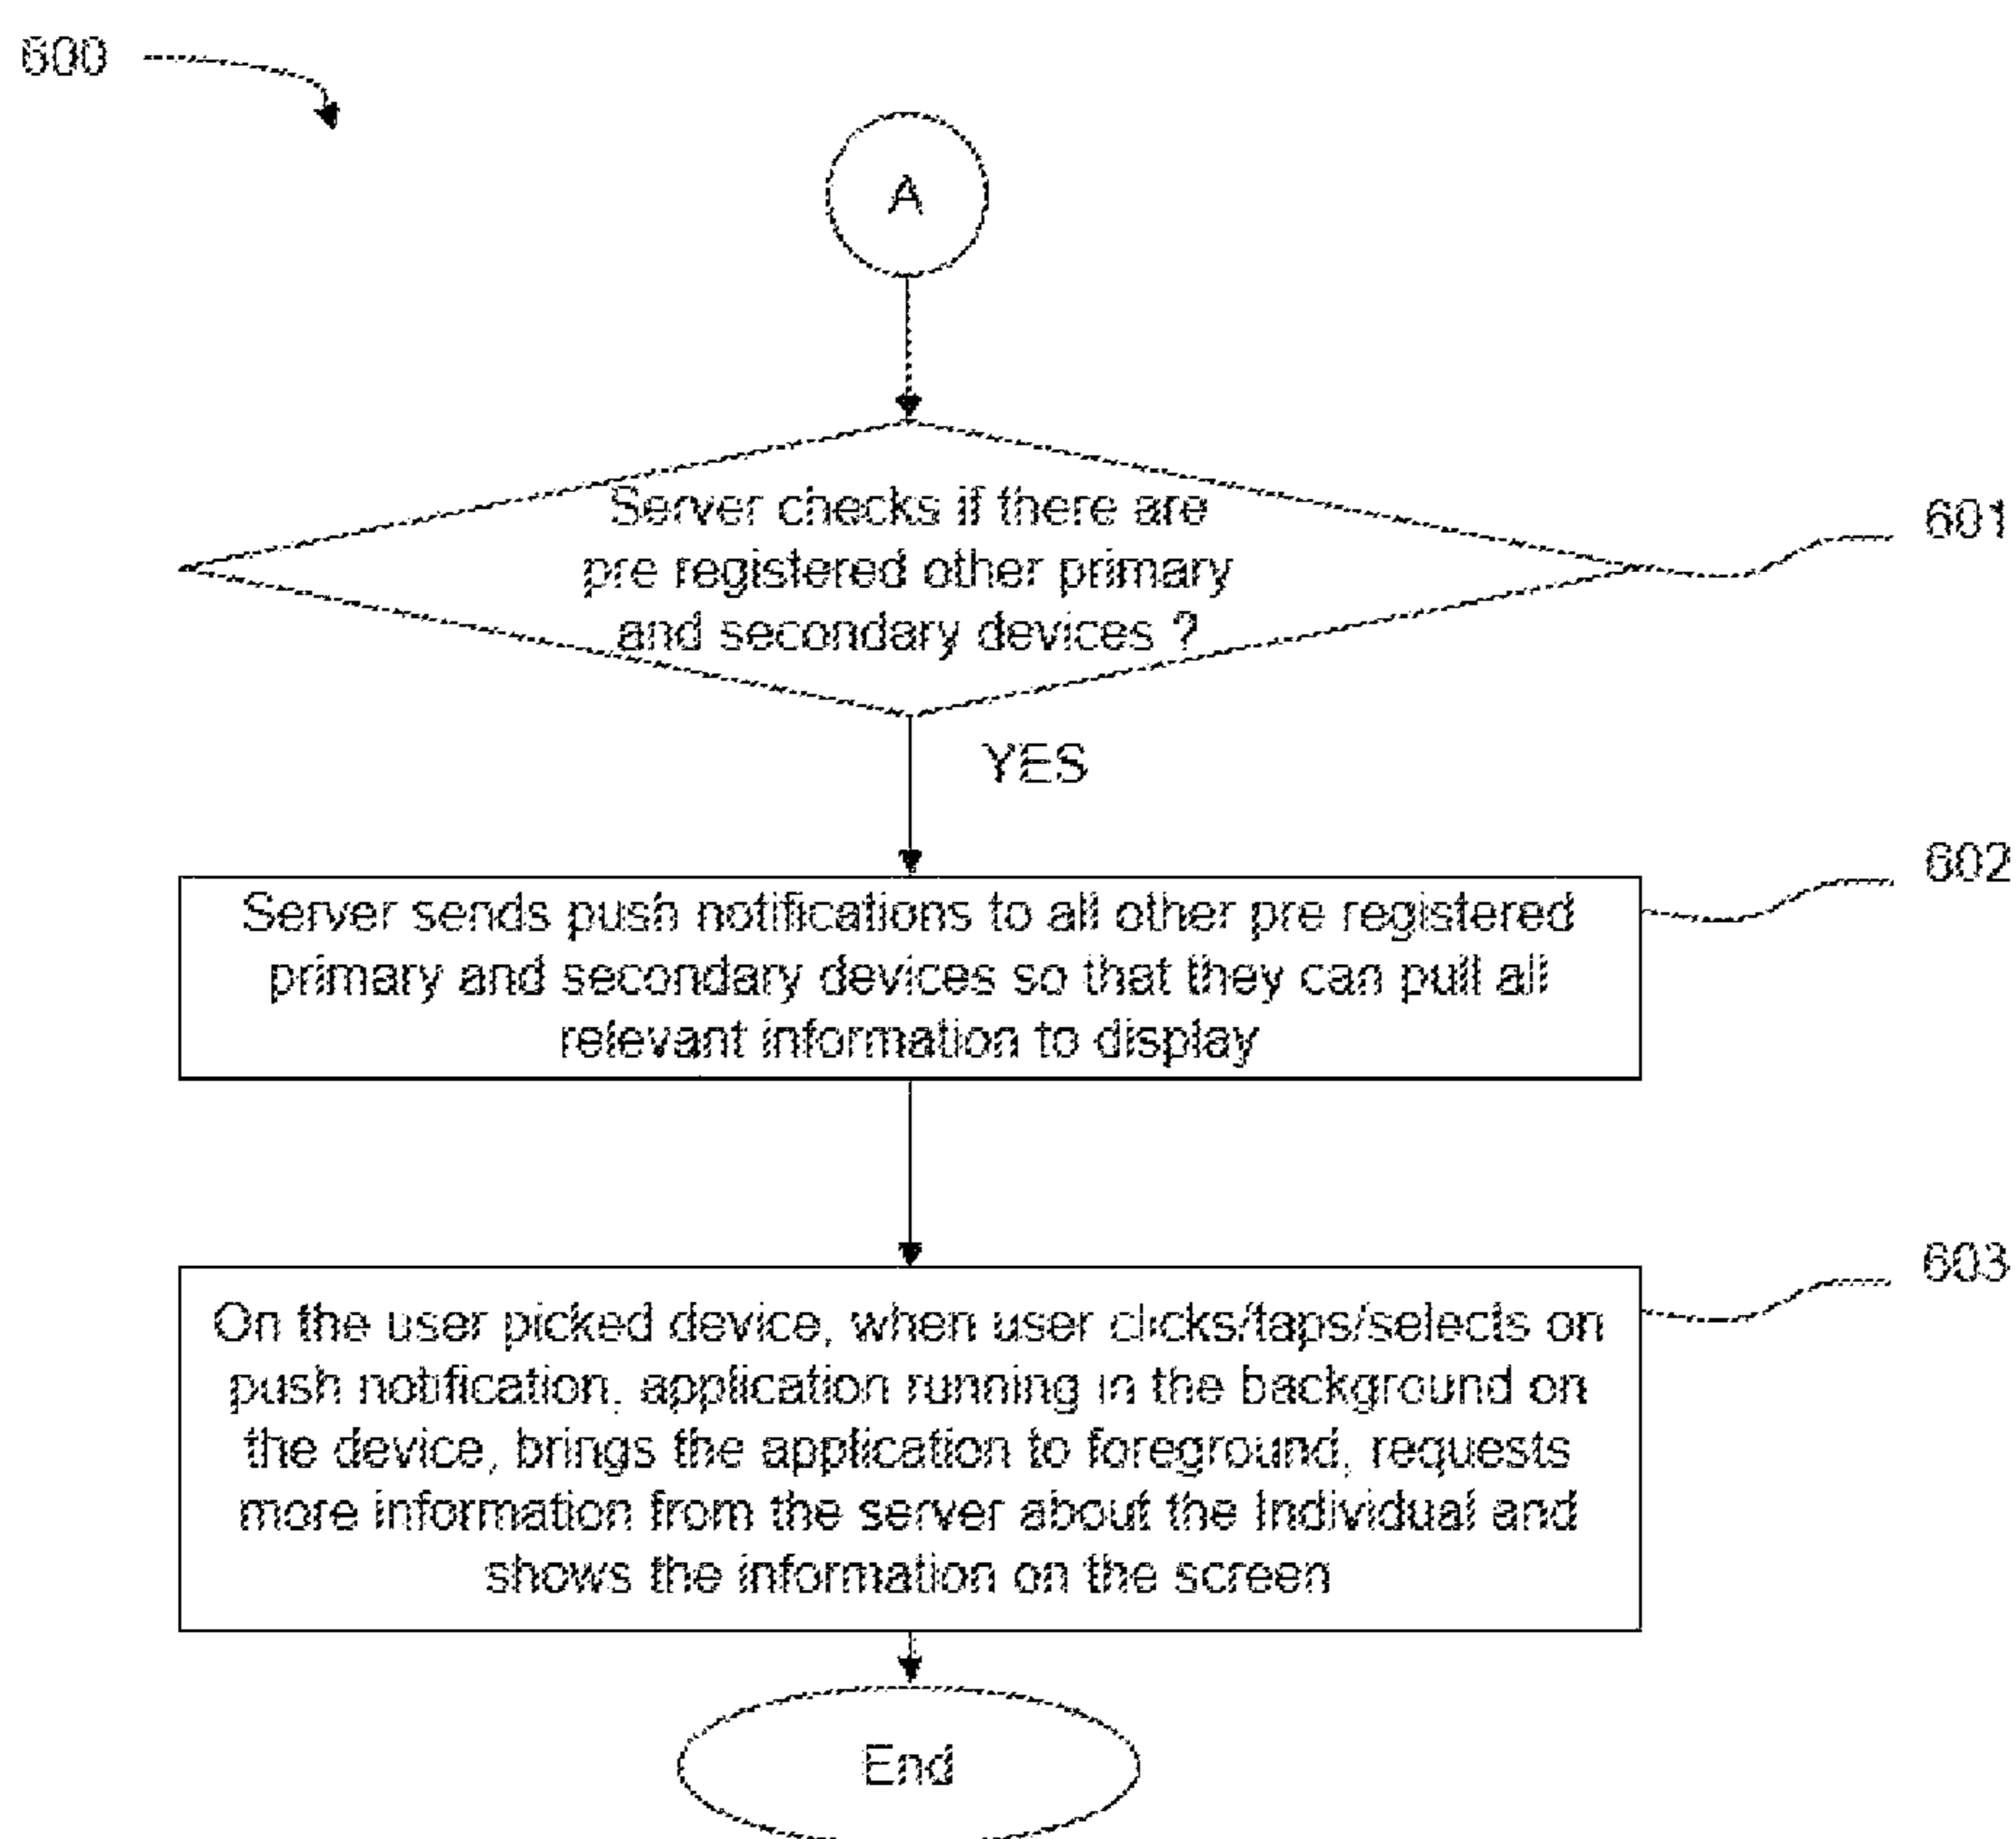 600
A
Server checks if there are
pre registered other primary
and secondary devices ?
601
YES
602
Server sends push notifications to all other pre registered
primary and secondary devices so that they can pull all
relevant information to display
603
On the user picked device, when user clicks/taps/selects on
push notification, application running in the background on
the device, brings the application to foreground, requests
more information from the server about the Individual and
shows the information on the screen
End